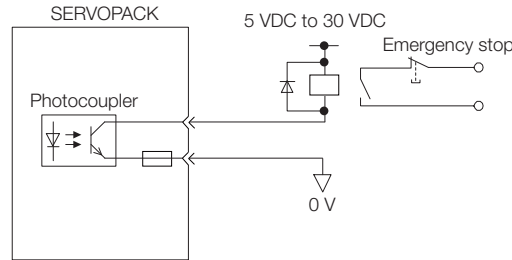 SERVOPACK
5 VDC to 30 VDC
Emergency stop
Photocoupler
0 V